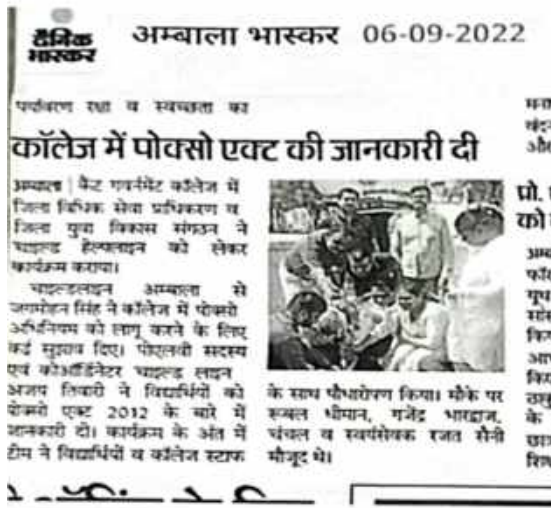 दैनिक
भास्कर
अम्बाला भास्कर 06-09-2022
पर्यावरण रक्षा व स्वच्छता का
कॉलेज में पोक्सो एक्ट की जानकारी दी
अम्बाला | कैंट गवर्नमेंट कॉलेज में
जिला विधिक सेवा प्राधिकरण व
जिला युवा विकास संगठन ने
चाइल्ड हेल्पलाइन को लेकर
कार्यक्रम कराया।
चाइल्डलाइन अम्बाला से
जगमोहन सिंह ने कॉलेज में पोक्सो
अधिनियम को लागू करने के लिए
कई सुझाव दिए। पीएलवी सदस्य
एवं कोऑर्डिनेटर चाइल्ड लाइन
अजय तिवारी ने विद्यार्थियों को
पोक्सो एक्ट 2012 के बारे में
जानकारी दी। कार्यक्रम के अंत में
टीम ने विद्यार्थियों व कॉलेज स्टाफ
के साथ पौधारोपण किया। मौके पर
रूबल धीमान, गजेंद्र भारद्वाज,
चंचल व स्वयंसेवक रजत सैनी
मौजूद थे।
प्रो.